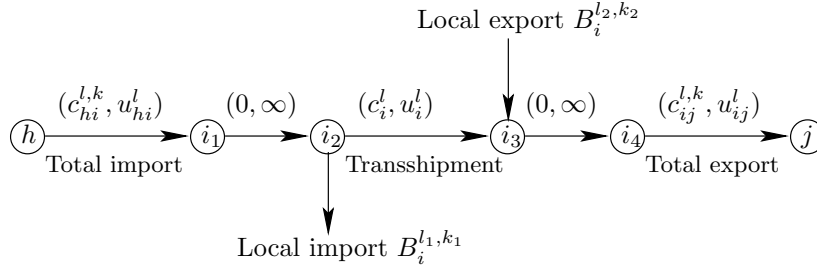 Local export $B_i^{l_2,k_2}$
$(c_{hi}^{l,k}, u_{hi}^{l})$ $(0, \infty)$ $(c_i^l, u_i^l)$ $(0, \infty)$ $(c_{ij}^{l,k}, u_{ij}^{l})$
$h$ $i_1$ $i_2$ $i_3$ $i_4$ $j$
Total import Transshipment Total export
Local import $B_i^{l_1,k_1}$